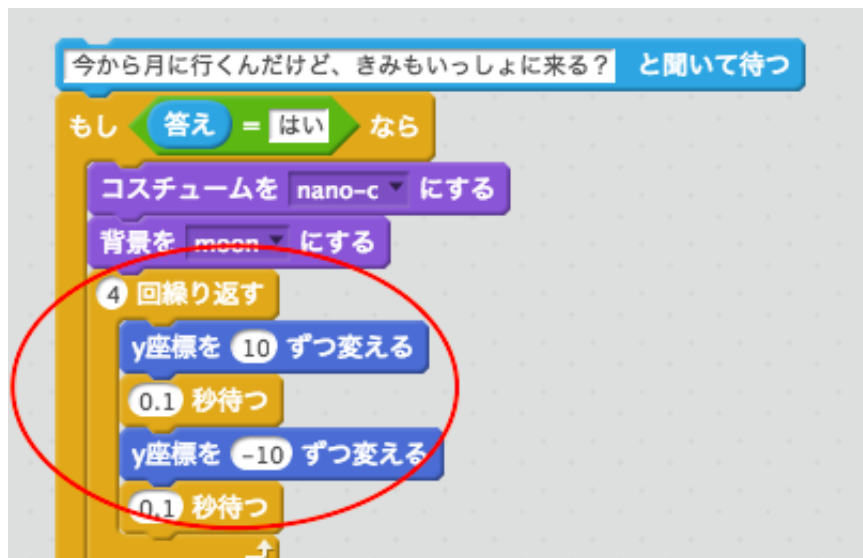 今から月に行くんだけど、きみもいっしょに来る? と聞いて待つ
もし 答え = はい なら
コスチュームを nano-c にする
背景を moon にする
4 回繰り返す
y座標を 10 ずつ変える
0.1 秒待つ
y座標を -10 ずつ変える
0.1 秒待つ